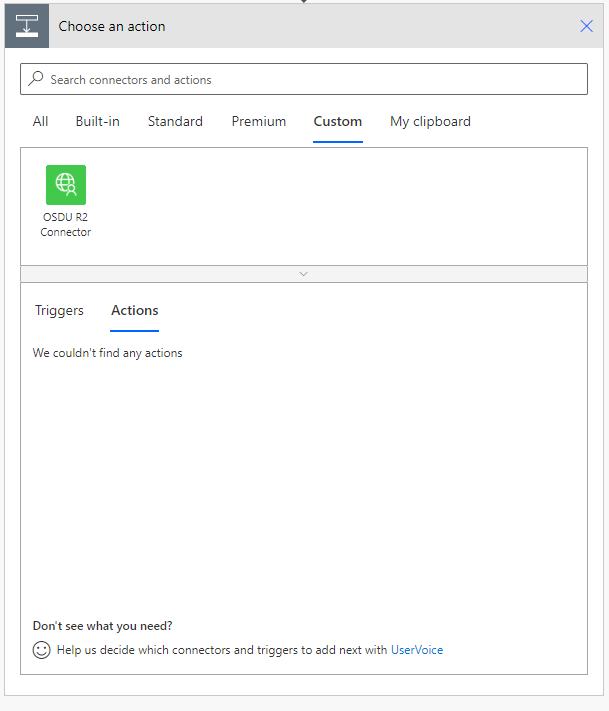 Choose an action
Search connectors and actions
All Built-in Standard Premium Custom My clipboard
OSDU R2
Connector
Triggers Actions
We couldn't find any actions
Don't see what you need?
Help us decide which connectors and triggers to add next with UserVoice